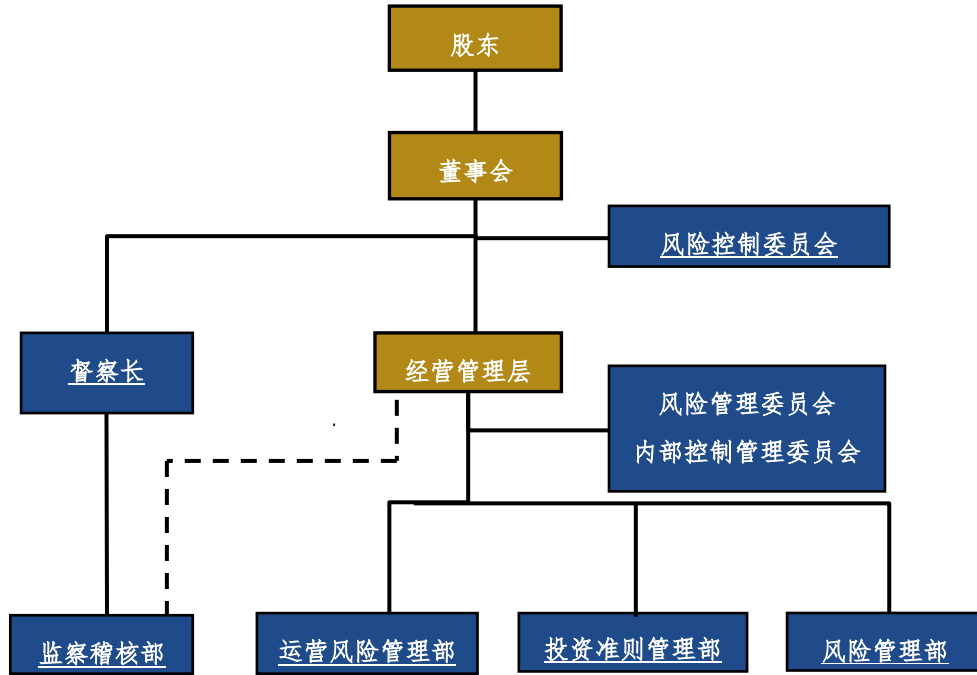 股东
董事会
风险控制委员会
督察长
经营管理层
风险管理委员会
内部控制管理委员会
监察稽核部
运营风险管理部
投资准则管理部
风险管理部